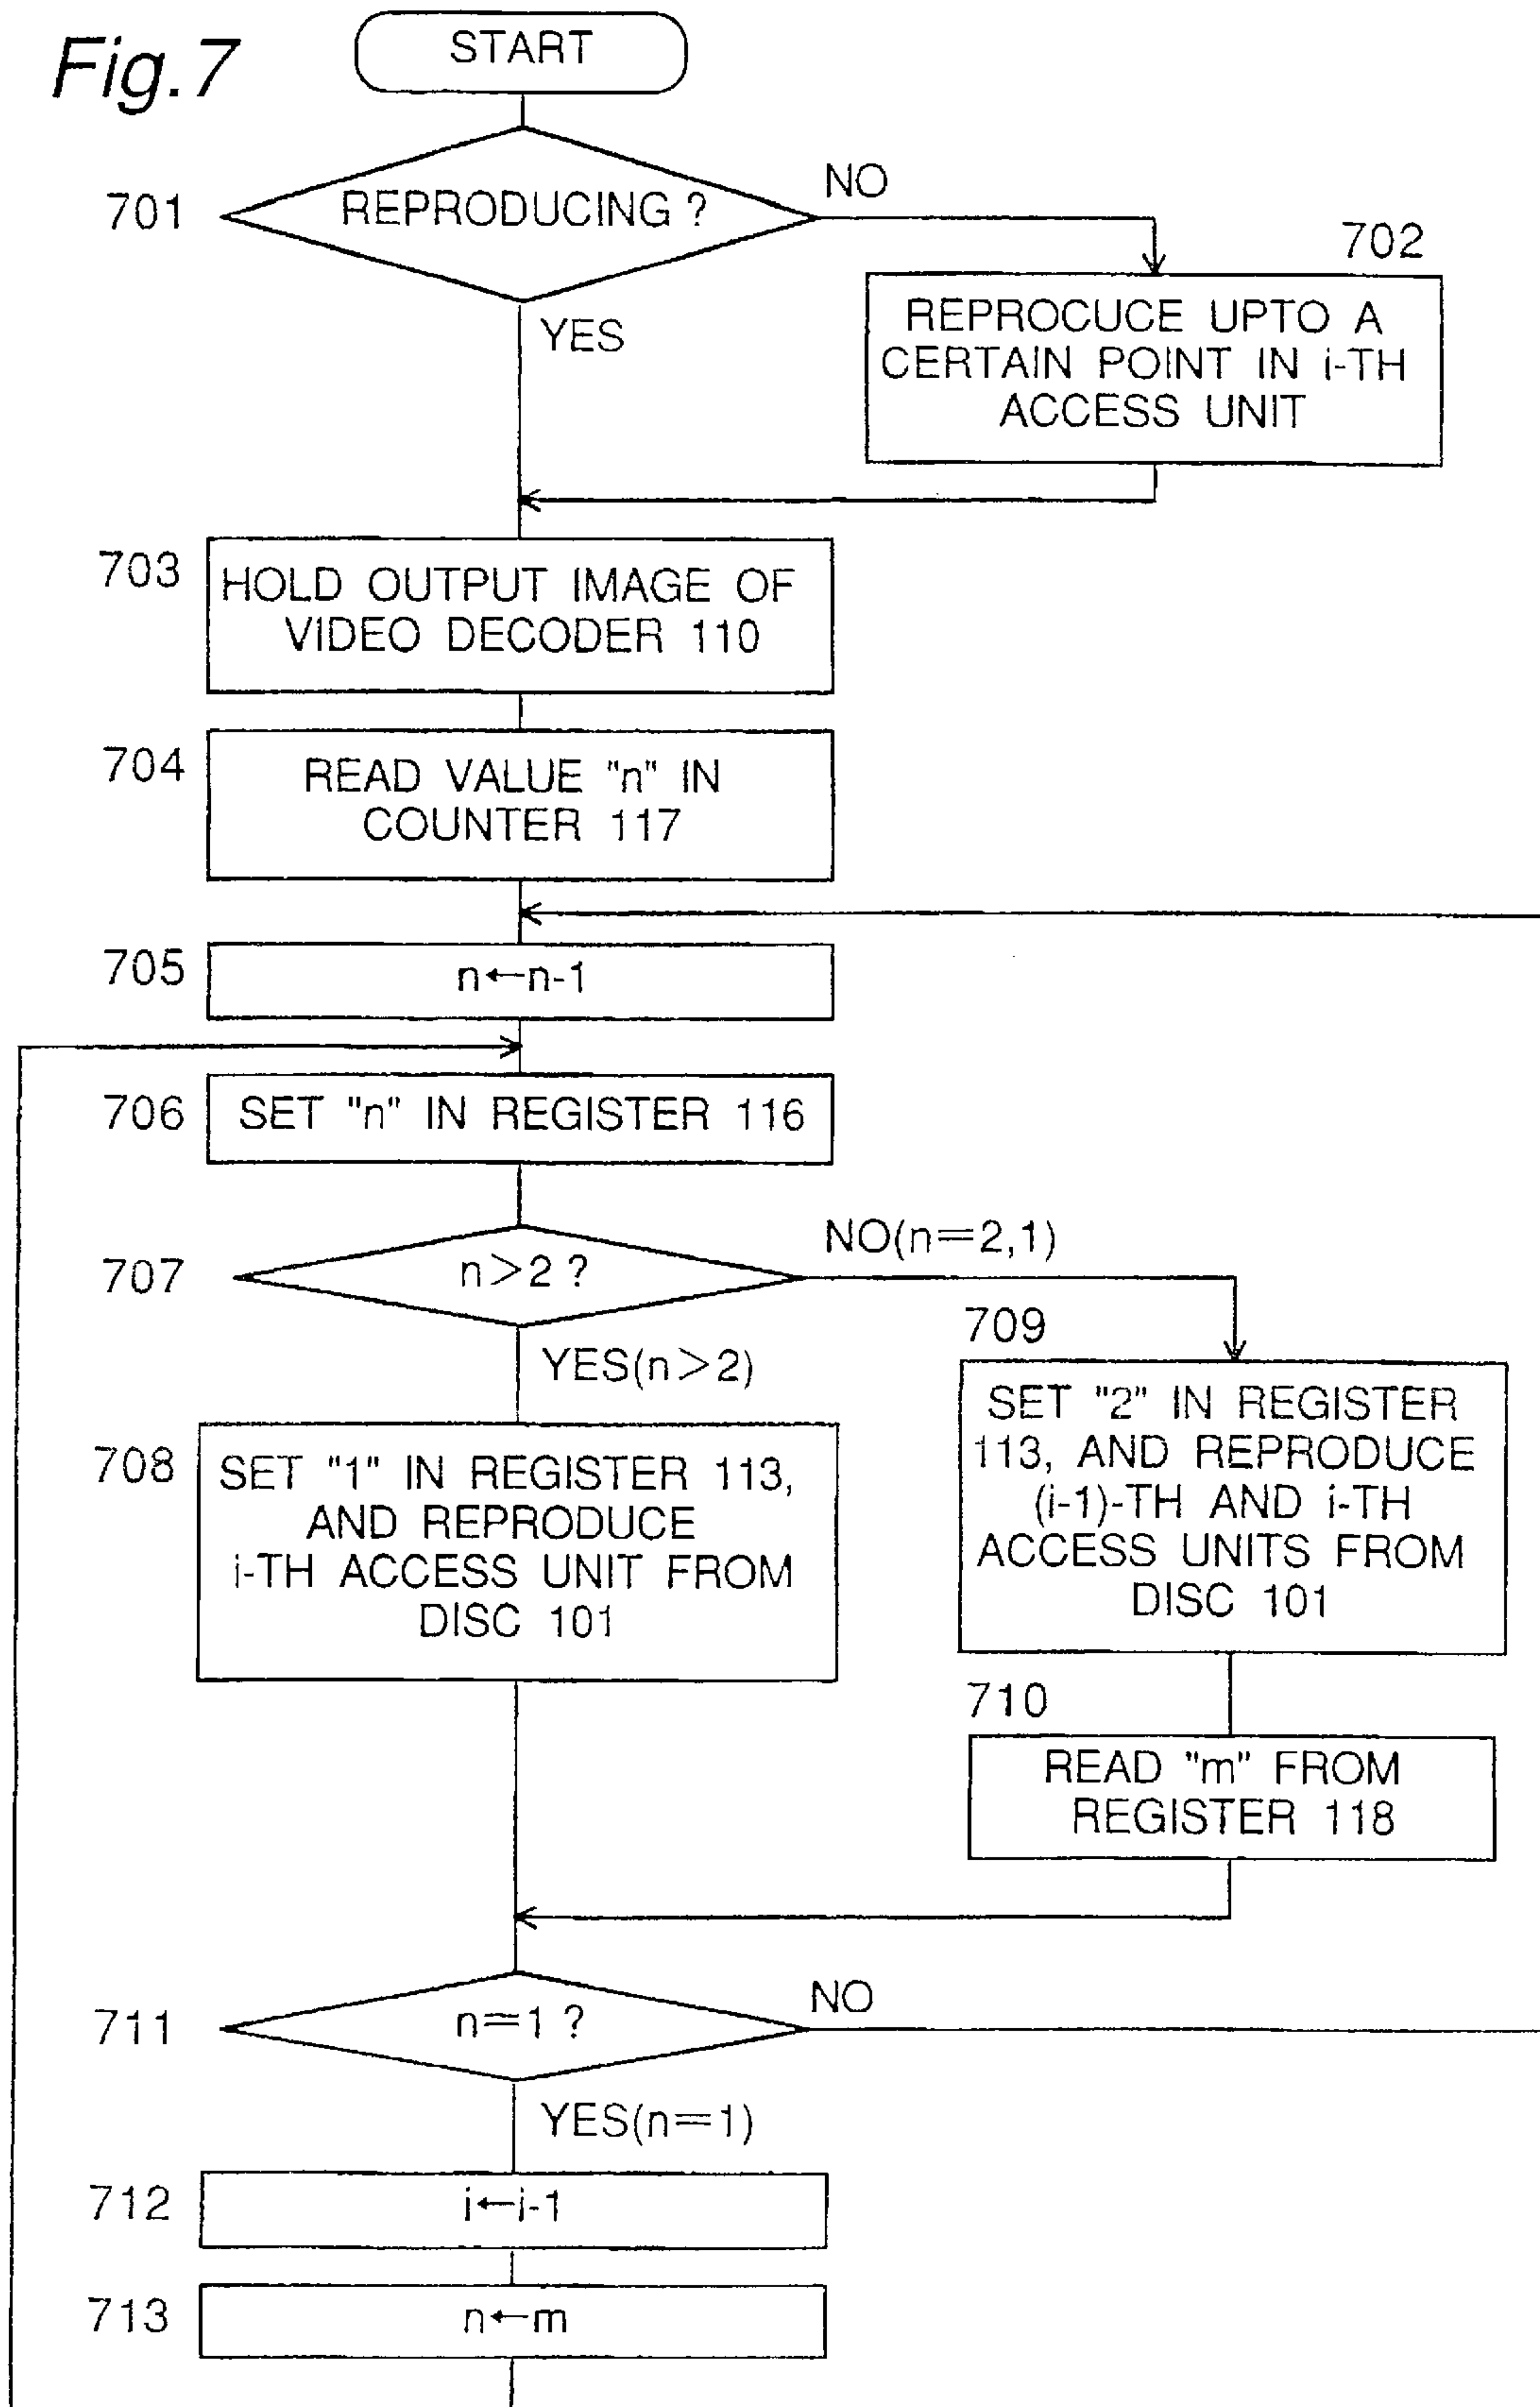 Fig.7
START
701
REPRODUCING ?
NO
YES
702
REPROCUCE UPTO A
CERTAIN POINT IN i-TH
ACCESS UNIT
703
HOLD OUTPUT IMAGE OF
VIDEO DECODER 110
704
READ VALUE "n" IN
COUNTER 117
705
n←n-1
706
SET "n" IN REGISTER 116
707
n>2 ?
NO(n=2,1)
YES(n>2)
708
SET "1" IN REGISTER 113,
AND REPRODUCE
i-TH ACCESS UNIT FROM
DISC 101
709
SET "2" IN REGISTER
113, AND REPRODUCE
(i-1)-TH AND i-TH
ACCESS UNITS FROM
DISC 101
710
READ "m" FROM
REGISTER 118
711
n=1 ?
NO
YES(n=1)
712
i←i-1
713
n←m